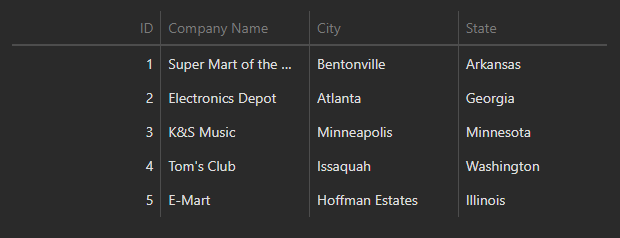 ID Company Name City State
1 Super Mart of the ... Bentonville Arkansas
2 Electronics Depot Atlanta Georgia
3 K&S Music Minneapolis Minnesota
4 Tom's Club Issaquah Washington
5 E-Mart Hoffman Estates Illinois